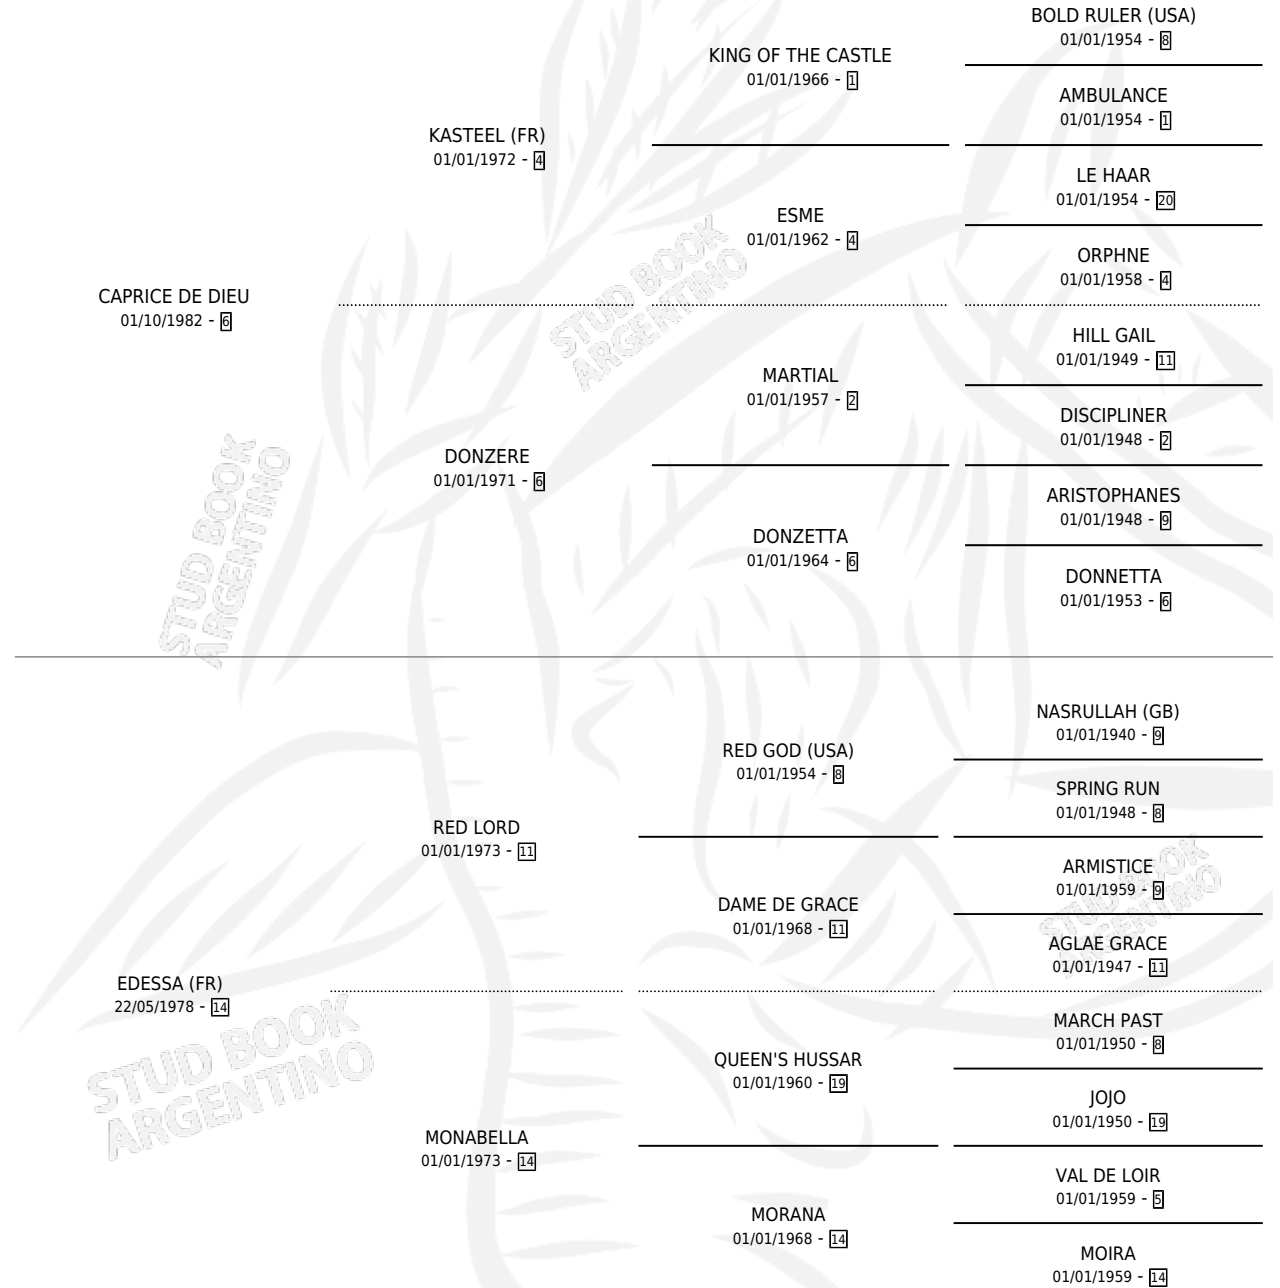 BOLD RULER (USA)
01/01/1954 - 8
KING OF THE CASTLE
01/01/1966 - 1
AMBULANCE
01/01/1954 - 1
KASTEEL (FR)
01/01/1972 - 4
LE HAAR
01/01/1954 - 20
ESME
01/01/1962 - 4
ORPHNE
01/01/1958 - 4
CAPRICE DE DIEU
01/10/1982 - 6
HILL GAIL
01/01/1949 - 11
MARTIAL
01/01/1957 - 2
DISCIPLINER
01/01/1948 - 2
DONZERE
01/01/1971 - 6
ARISTOPHANES
01/01/1948 - 9
DONZETTA
01/01/1964 - 6
DONNETTA
01/01/1953 - 6
STUD BOOK
ARGENTINO
STUD BOOK
ARGENTINO
NASRULLAH (GB)
01/01/1940 - 9
RED GOD (USA)
01/01/1954 - 8
SPRING RUN
01/01/1948 - 8
RED LORD
01/01/1973 - 11
ARMISTICE
01/01/1959 - 9
DAME DE GRACE
01/01/1968 - 11
AGLAE GRACE
01/01/1947 - 11
EDESSA (FR)
22/05/1978 - 14
MARCH PAST
01/01/1950 - 8
QUEEN'S HUSSAR
01/01/1960 - 19
JOJO
01/01/1950 - 19
MONABELLA
01/01/1973 - 14
VAL DE LOIR
01/01/1959 - 5
MORANA
01/01/1968 - 14
MOIRA
01/01/1959 - 14
STUD BOOK
ARGENTINO
STUD BOOK
ARGENTINO